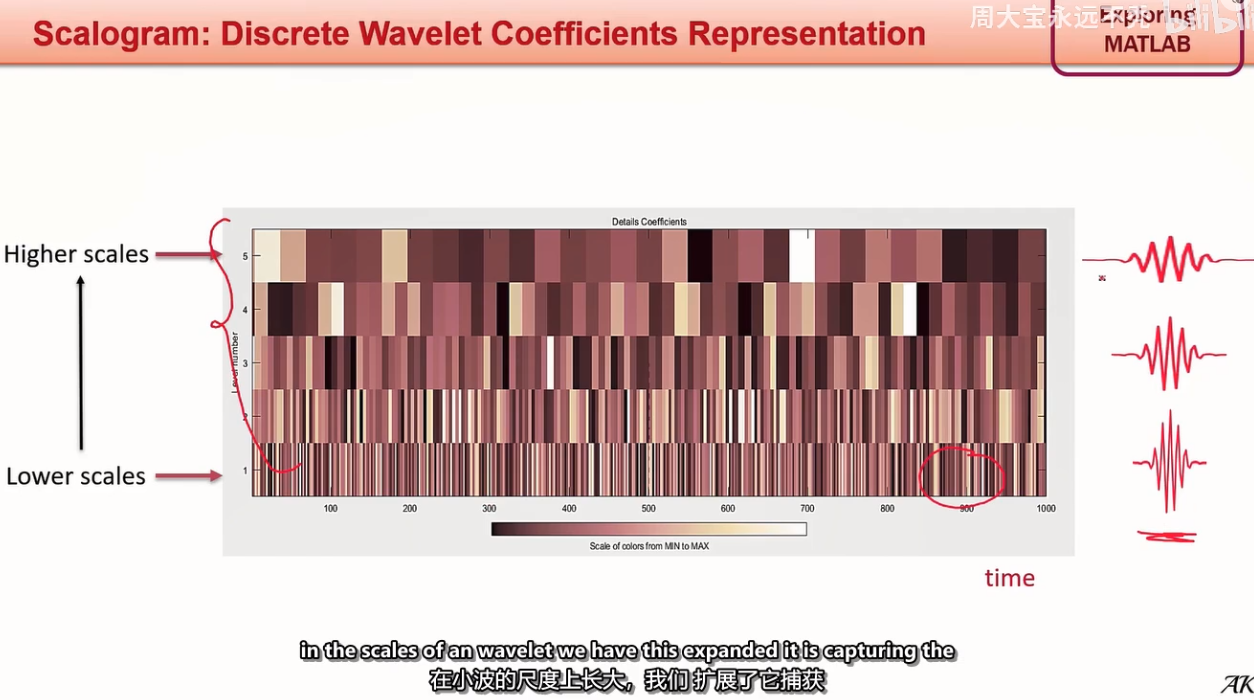 周大宝永远不死
bilibili
Scalogram: Discrete Wavelet Coefficients Representation
Exploring
MATLAB
Details Coefficients
Higher scales
Lower scales
Level number
5
4
3
2
1
100 200 300 400 500 600 700 800 900 1000
Scale of colors from MIN to MAX
time
in the scales of an wavelet we have this expanded it is capturing the
在小波的尺度上长大，我们 扩展了它捕获
AK